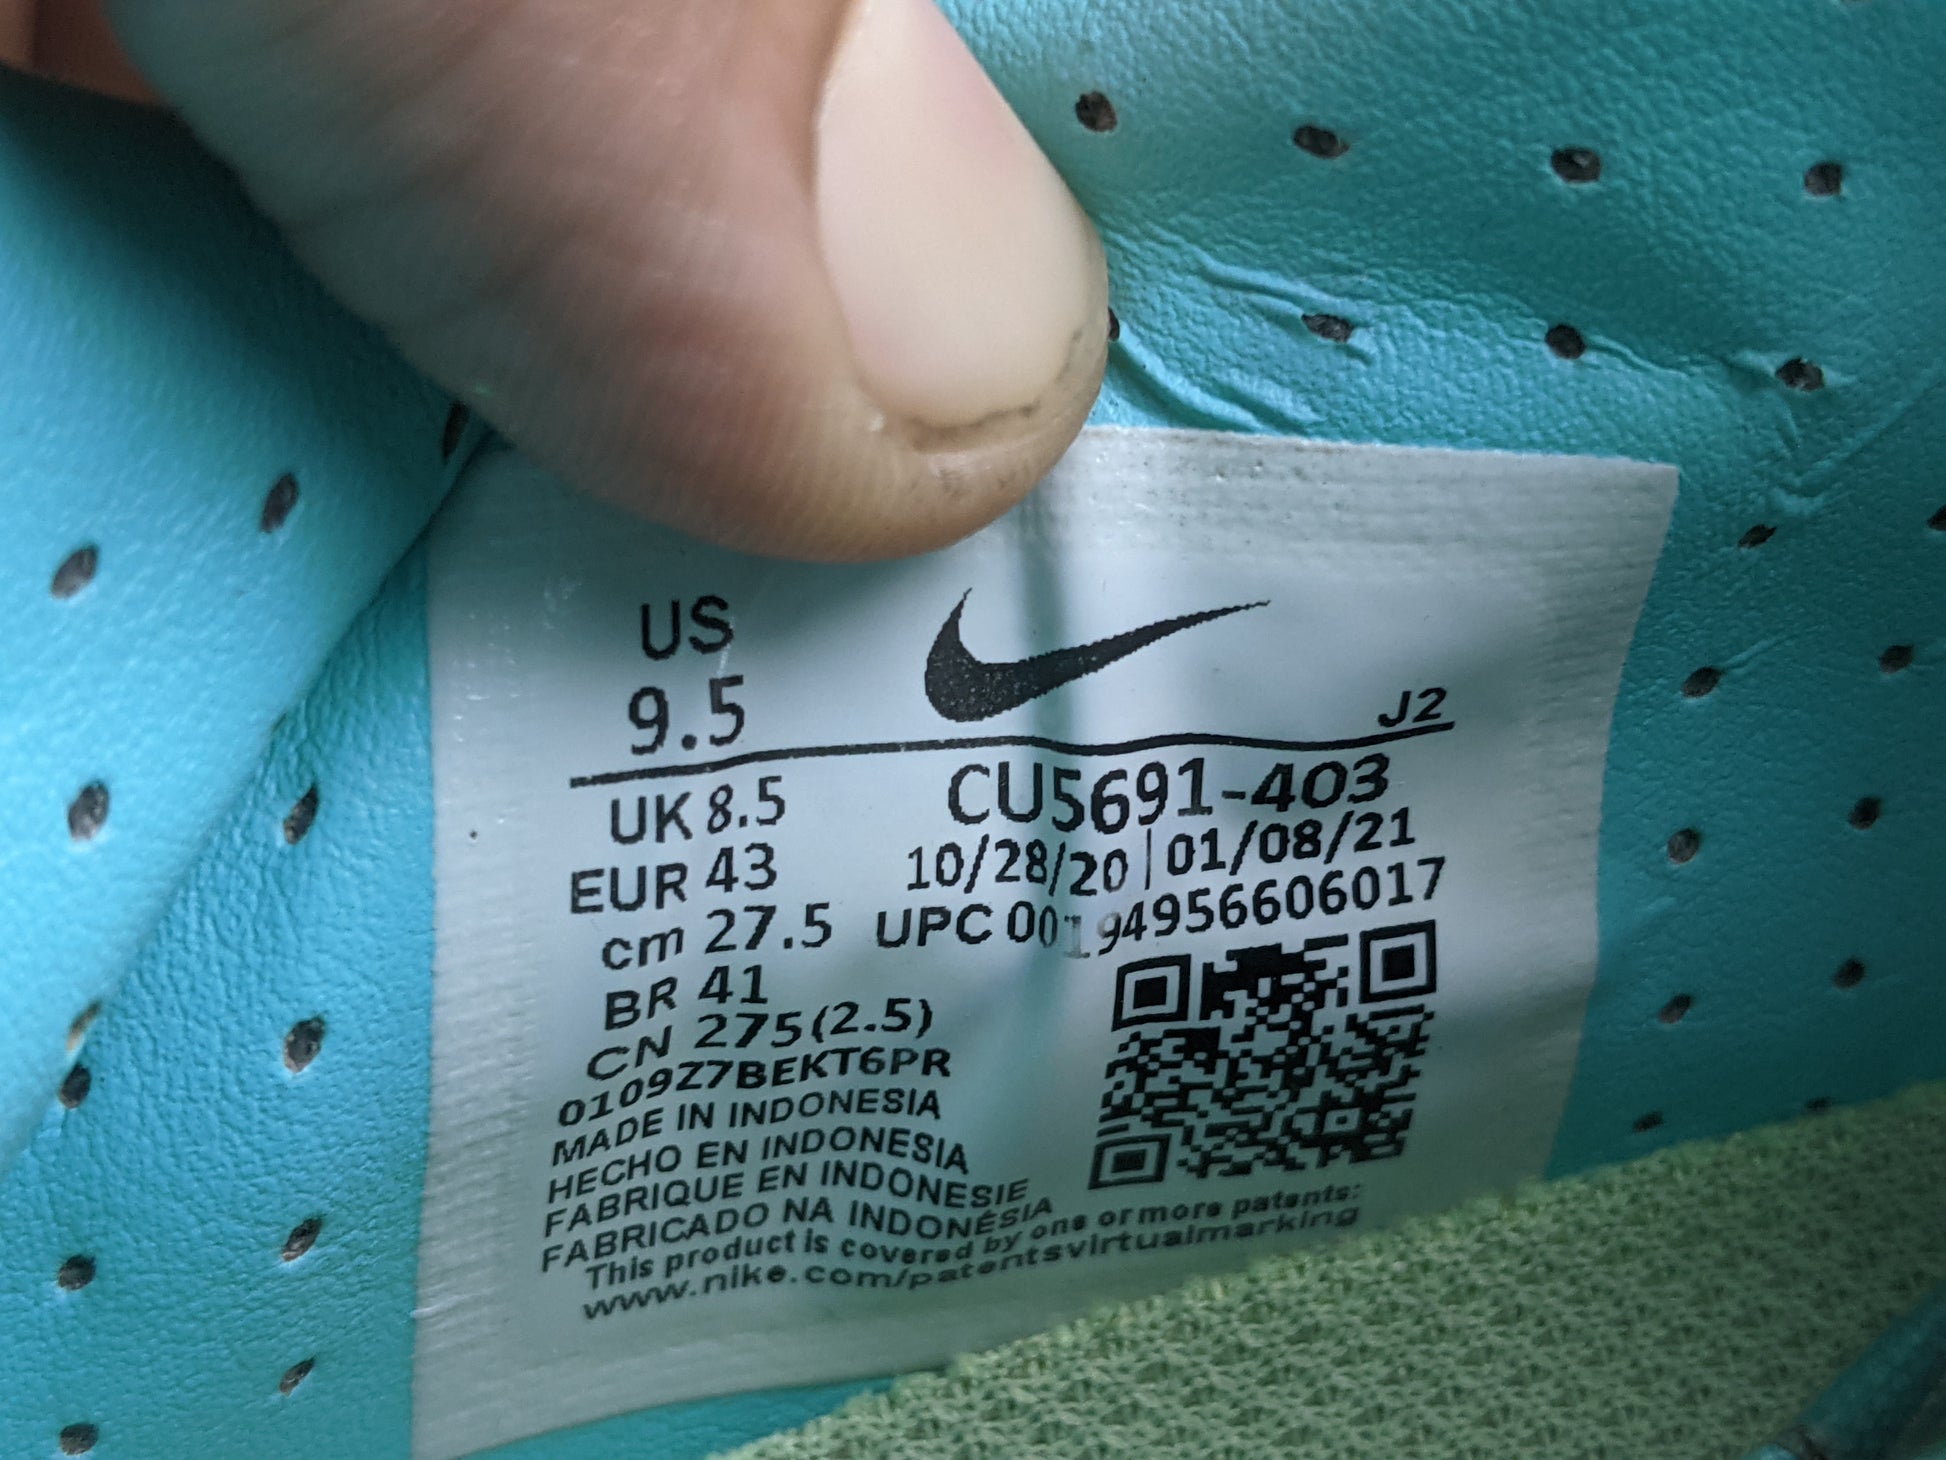 US
9.5
J2
UK 8.5
CU5691-403
EUR 43
10/28/20 | 01/08/21
cm 27.5
UPC 00194956606017
BR 41
CN 275(2.5)
0109Z7BEKT6PR
MADE IN INDONESIA
HECHO EN INDONESIA
FABRIQUE EN INDONESIE
FABRICADO NA INDONÉSIA
This product is covered by one or more patents:
www.nike.com/patentsvirtualmarking